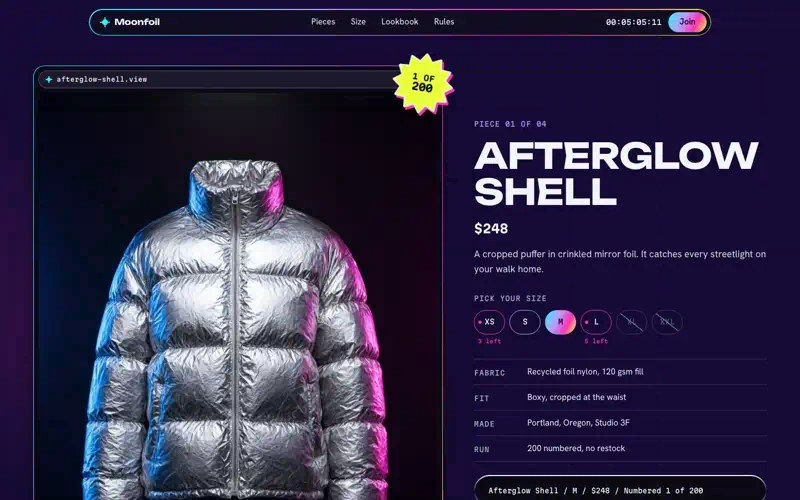 Moonfoil
Pieces
Size
Lookbook
Rules
00:05:05:11
Join
afterglow-shell.view
1 OF
200
PIECE 01 OF 04
AFTERGLOW
SHELL
$248
A cropped puffer in crinkled mirror foil. It catches every streetlight on
your walk home.
PICK YOUR SIZE
XS
S
M
L
XL
XXL
3 left
8 left
FABRIC Recycled foil nylon, 120 gsm fill
FIT Boxy, cropped at the waist
MADE Portland, Oregon, Studio 3F
RUN 200 numbered, no restock
Afterglow Shell / M / $248 / Numbered 1 of 200